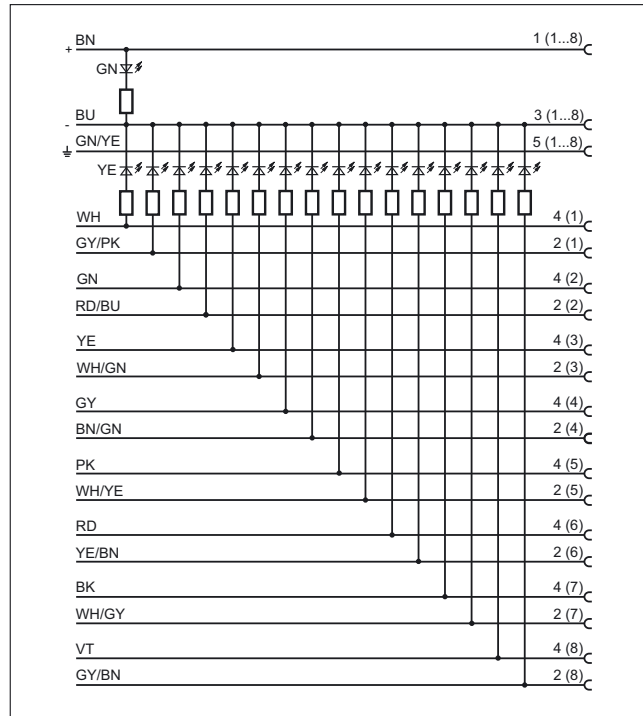 BN 1 (1...8)
+
GN
BU 3 (1...8)
-
GN/YE 5 (1...8)
YE
WH 4 (1)
GY/PK 2 (1)
GN 4 (2)
RD/BU 2 (2)
YE 4 (3)
WH/GN 2 (3)
GY 4 (4)
BN/GN 2 (4)
PK 4 (5)
WH/YE 2 (5)
RD 4 (6)
YE/BN 2 (6)
BK 4 (7)
WH/GY 2 (7)
VT 4 (8)
GY/BN 2 (8)